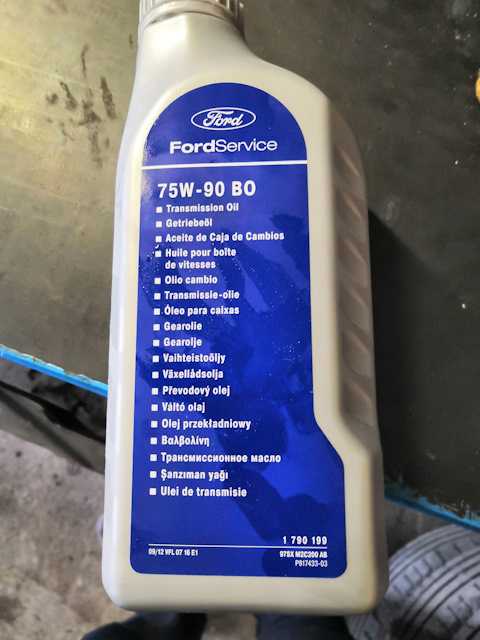 Ford
FordService
75W-90 BO
▪ Transmission Oil
▪ Getriebeöl
▪ Aceite de Caja de Cambios
▪ Huile pour boîte
de vitesses
▪ Olio cambio
▪ Transmissie-olie
▪ Óleo para caixas
▪ Gearolie
▪ Gearolje
▪ Vaihteistoöljy
▪ Växellådsolja
▪ Převodový olej
▪ Váltó olaj
▪ Olej przekładniowy
▪ Βαλβολίνη
▪ Трансмиссионное масло
▪ Şanzıman yağı
▪ Ulei de transmisie
1 790 199
09/12 VFL 07 16 E1 97SX M2C200 AB
P817433-03